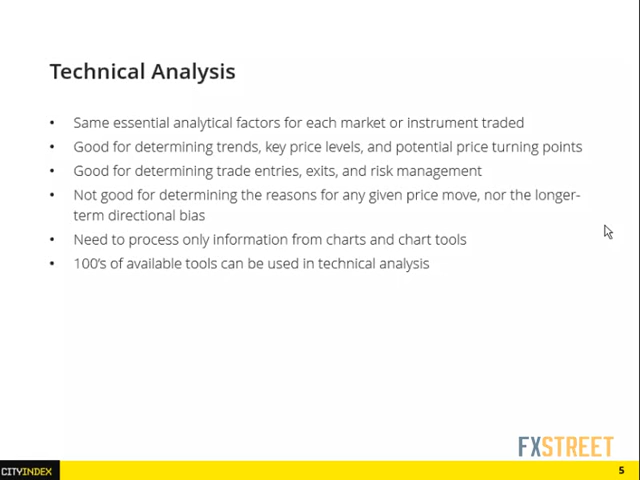 Technical Analysis
• Same essential analytical factors for each market or instrument traded
• Good for determining trends, key price levels, and potential price turning points
• Good for determining trade entries, exits, and risk management
• Not good for determining the reasons for any given price move, nor the longer-
term directional bias
• Need to process only information from charts and chart tools
• 100's of available tools can be used in technical analysis
FXSTREET
CITYINDEX
5